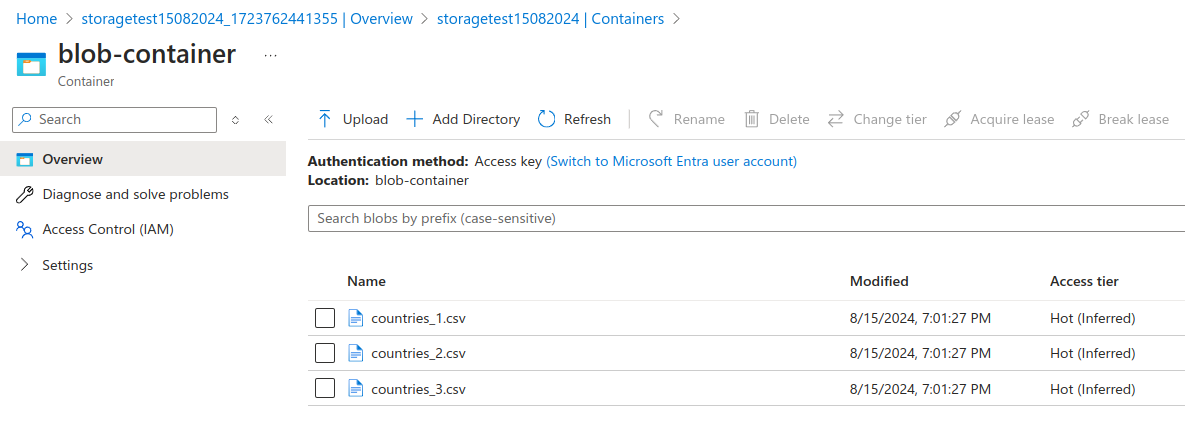 Home > storagetest15082024_1723762441355 | Overview > storagetest15082024 | Containers >
blob-container ...
Container
Search
Upload Add Directory Refresh Rename Delete Change tier Acquire lease Break lease
Overview
Diagnose and solve problems
Access Control (IAM)
Settings
Authentication method: Access key (Switch to Microsoft Entra user account)
Location: blob-container
Search blobs by prefix (case-sensitive)
Name Modified Access tier
countries_1.csv 8/15/2024, 7:01:27 PM Hot (Inferred)
countries_2.csv 8/15/2024, 7:01:27 PM Hot (Inferred)
countries_3.csv 8/15/2024, 7:01:27 PM Hot (Inferred)